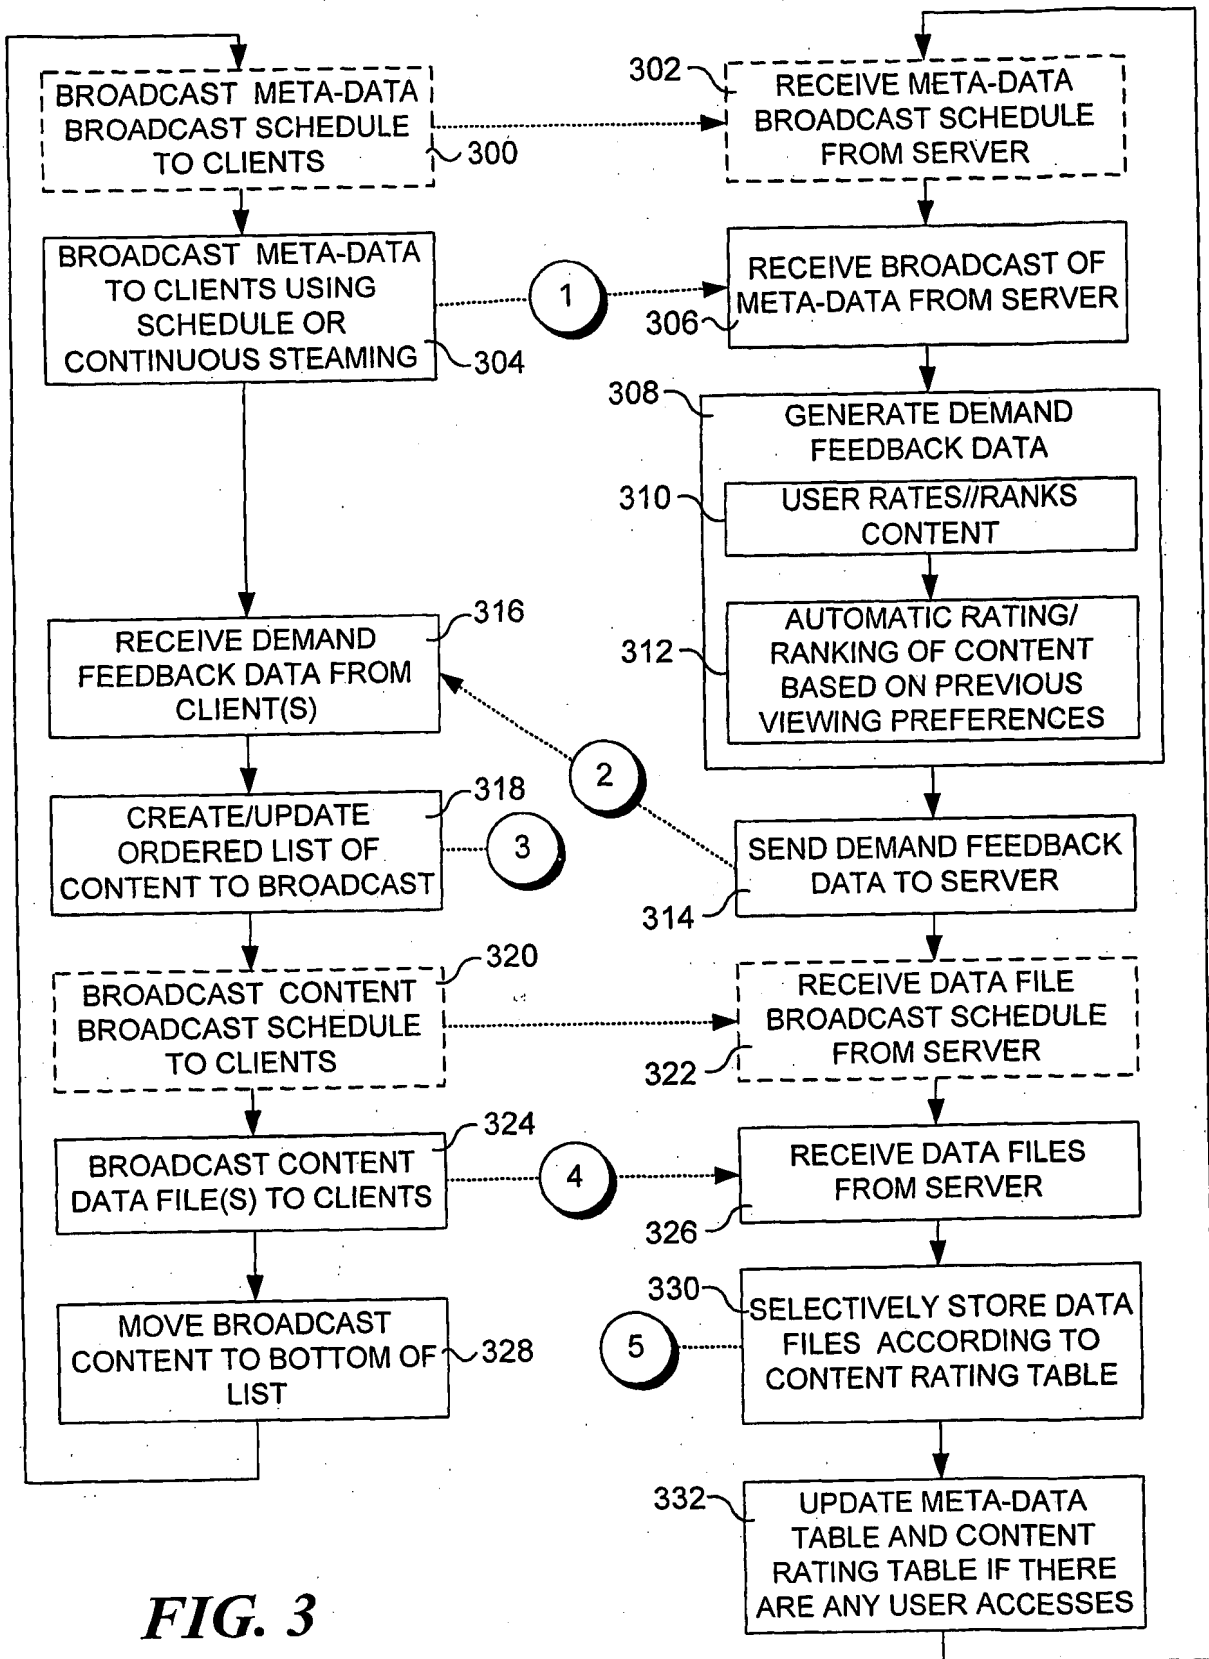 BROADCAST META-DATA
BROADCAST SCHEDULE
TO CLIENTS
300
302
RECEIVE META-DATA
BROADCAST SCHEDULE
FROM SERVER
BROADCAST META-DATA
TO CLIENTS USING
SCHEDULE OR
CONTINUOUS STEAMING
304
1
RECEIVE BROADCAST OF
META-DATA FROM SERVER
306
308
GENERATE DEMAND
FEEDBACK DATA
310
USER RATES//RANKS
CONTENT
312
AUTOMATIC RATING/
RANKING OF CONTENT
BASED ON PREVIOUS
VIEWING PREFERENCES
316
RECEIVE DEMAND
FEEDBACK DATA FROM
CLIENT(S)
2
318
CREATE/UPDATE
ORDERED LIST OF
CONTENT TO BROADCAST
3
SEND DEMAND FEEDBACK
DATA TO SERVER
314
320
BROADCAST CONTENT
BROADCAST SCHEDULE
TO CLIENTS
RECEIVE DATA FILE
BROADCAST SCHEDULE
FROM SERVER
322
324
BROADCAST CONTENT
DATA FILE(S) TO CLIENTS
4
RECEIVE DATA FILES
FROM SERVER
326
MOVE BROADCAST
CONTENT TO BOTTOM OF
LIST
328
330
SELECTIVELY STORE DATA
FILES ACCORDING TO
CONTENT RATING TABLE
5
332
UPDATE META-DATA
TABLE AND CONTENT
RATING TABLE IF THERE
ARE ANY USER ACCESSES
FIG. 3